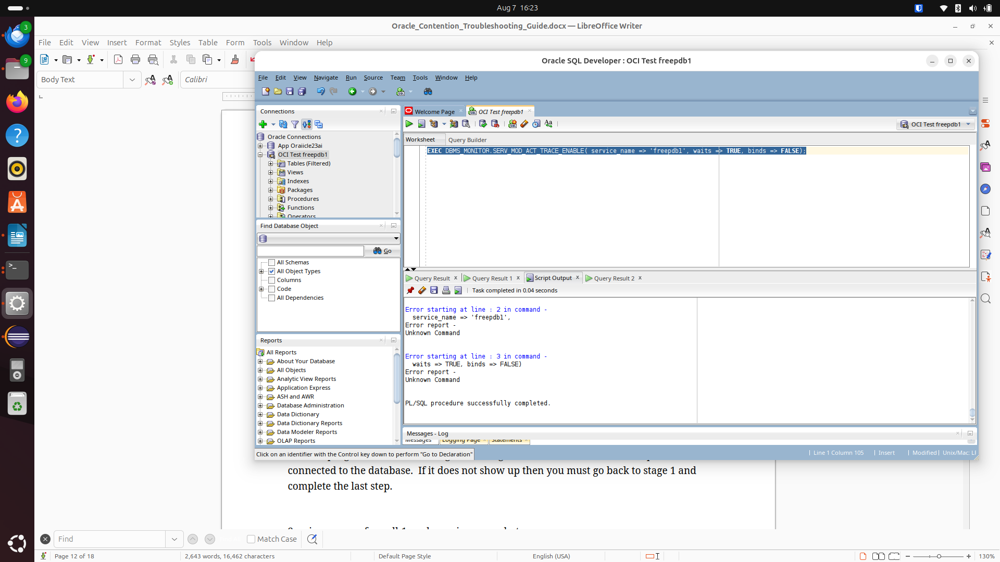 Aug 7 16:23
3
9
Oracle_Contention_Troubleshooting_Guide.docx — LibreOffice Writer
File Edit View Insert Format Styles Table Form Tools Window Help
Body Text
Calibri
Oracle SQL Developer : OCI Test freepdb1
File Edit View Navigate Run Source Team Tools Window Help
Connections
Oracle Connections
App Oraiicle23ai
OCI Test freepdb1
Tables (Filtered)
Views
Indexes
Packages
Procedures
Functions
Operators
Find Database Object
Go
All Schemas
All Object Types
Columns
Code
All Dependencies
Reports
All Reports
About Your Database
All Objects
Analytic View Reports
Application Express
ASH and AWR
Database Administration
Data Dictionary
Data Dictionary Reports
Data Modeler Reports
OLAP Reports
Welcome Page
OCI Test freepdb1
OCI Test freepdb1
Worksheet
Query Builder
EXEC DBMS_MONITOR.SERV_MOD_ACT_TRACE_ENABLE( service_name => 'freepdb1', waits => TRUE, binds => FALSE);
Query Result x Query Result 1 x Script Output x Query Result 2 x
Task completed in 0.04 seconds
Error starting at line : 2 in command -
service_name => 'freepdb1',
Error report -
Unknown Command
Error starting at line : 3 in command -
waits => TRUE, binds => FALSE)
Error report -
Unknown Command
PL/SQL procedure successfully completed.
Messages - Log
Messages Logging Page Statements
Click on an identifier with the Control key down to perform "Go to Declaration"
Line 1 Column 105 Insert Modified Unix/Mac: LF
connected to the database. If it does not show up then you must go back to stage 1 and
complete the last step.
Find
Match Case
Page 12 of 18
2,643 words, 16,462 characters
Default Page Style
English (USA)
130%